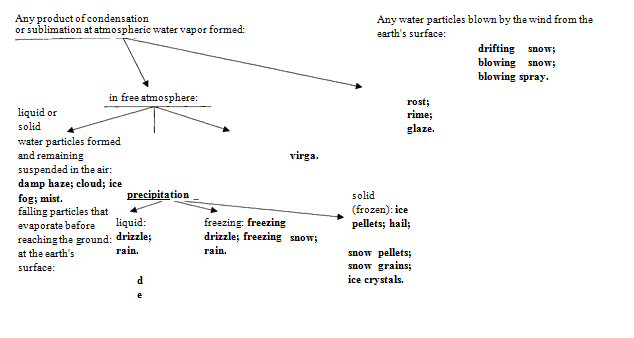 Any product of condensation
or sublimation at atmospheric water vapor formed:
Any water particles blown by the wind from the
earth's surface:
drifting snow;
blowing snow;
blowing spray.
in free atmosphere:
rost;
rime;
glaze.
liquid or
solid
water particles formed
and remaining
suspended in the air:
damp haze; cloud; ice
fog; mist.
virga.
falling particles that
evaporate before
reaching the ground:
at the earth's
surface:
precipitation
liquid:
drizzle;
rain.
freezing: freezing
drizzle; freezing snow;
rain.
solid
(frozen): ice
pellets; hail;
snow pellets;
snow grains;
ice crystals.
d
e